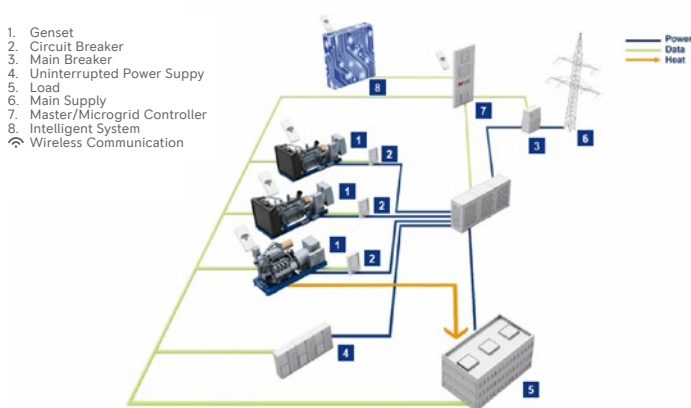 1. Genset
2. Circuit Breaker
3. Main Breaker
4. Uninterrupted Power Suppy
5. Load
6. Main Supply
7. Master/Microgrid Controller
8. Intelligent System
Wireless Communication
Power
Data
Heat
8
7
3
6
1
2
1
2
1
2
4
5